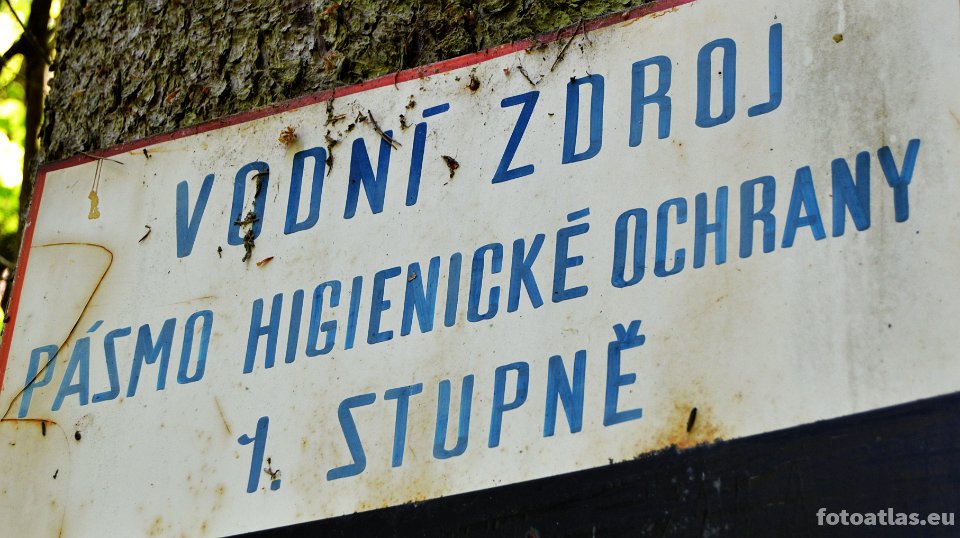 VODNÍ ZDROJ
PÁSMO HIGIENICKÉ OCHRANY
1. STUPNĚ
fotoatlas.eu